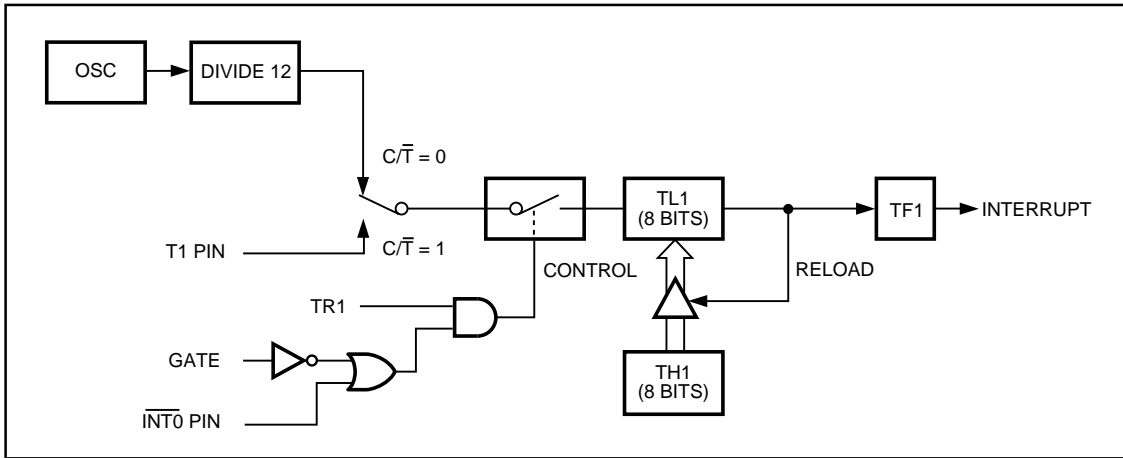 OSC
DIVIDE 12
C/T̅ = 0
TL1
(8 BITS)
TF1
INTERRUPT
T1 PIN
C/T̅ = 1
CONTROL
RELOAD
TR1
GATE
TH1
(8 BITS)
I̅N̅T̅0̅ PIN